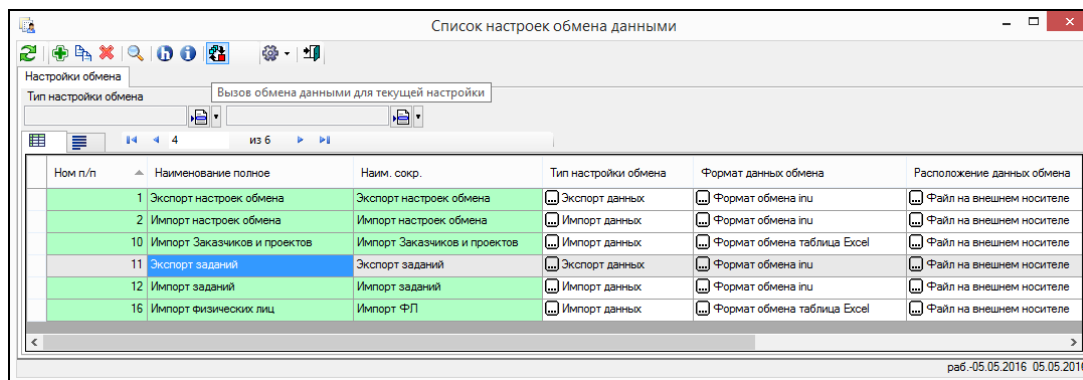 Список настроек обмена данными
Настройки обмена
Тип настройки обмена
Вызов обмена данными для текущей настройки
4 из 6
Ном п/п Наименование полное Наим. сокр. Тип настройки обмена Формат данных обмена Расположение данных обмена
1 Экспорт настроек обмена Экспорт настроек обмена ... Экспорт данных ... Формат обмена inu ... Файл на внешнем носителе
2 Импорт настроек обмена Импорт настроек обмена ... Импорт данных ... Формат обмена inu ... Файл на внешнем носителе
10 Импорт Заказчиков и проектов Импорт Заказчиков и проектов ... Импорт данных ... Формат обмена таблица Excel ... Файл на внешнем носителе
11 Экспорт заданий Экспорт заданий ... Экспорт данных ... Формат обмена inu ... Файл на внешнем носителе
12 Импорт заданий Импорт заданий ... Импорт данных ... Формат обмена inu ... Файл на внешнем носителе
16 Импорт физических лиц Импорт ФЛ ... Импорт данных ... Формат обмена таблица Excel ... Файл на внешнем носителе
раб.-05.05.2016 05.05.2016